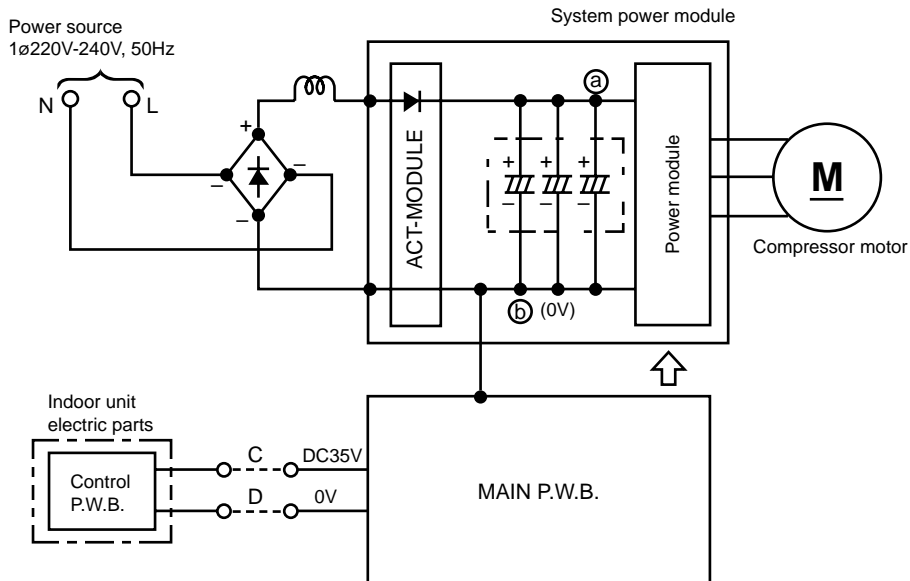 System power module
Power source
1ø220V-240V, 50Hz
N
L
+
–
–
–
ACT-MODULE
ⓐ
+
+
+
–
–
–
ⓑ (0V)
Power module
M
Compressor motor
Indoor unit
electric parts
Control
P.W.B.
C
DC35V
D
0V
MAIN P.W.B.